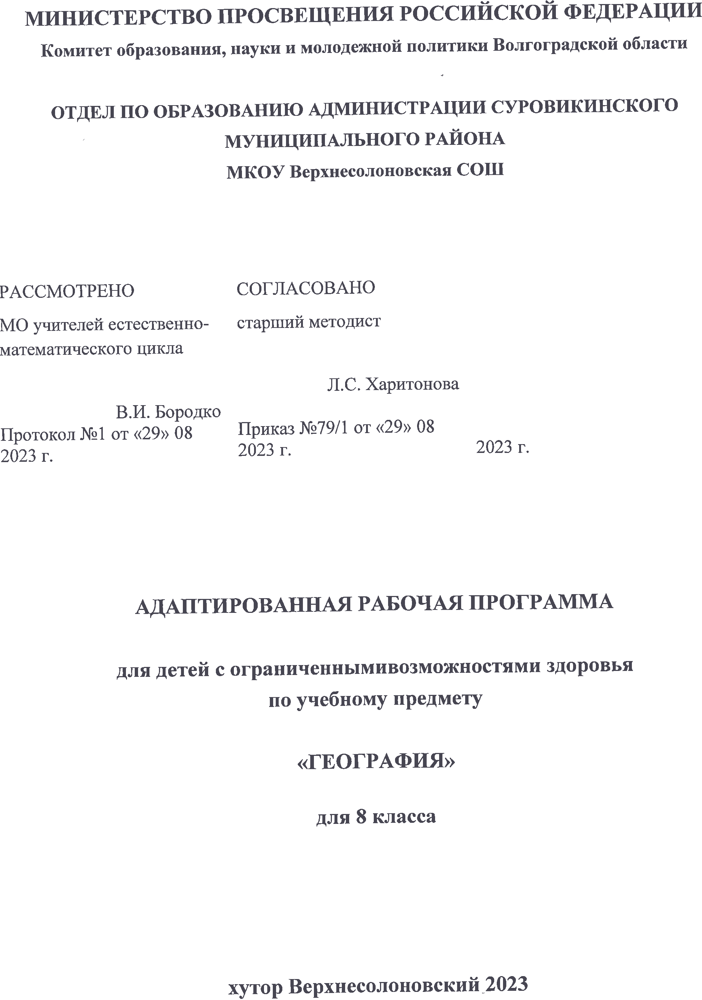 МИНИСТЕРСТВО ПРОСВЕЩЕНИЯ РОССИЙСКОЙ ФЕДЕРАЦИИ
Комитет образования, науки и молодежной политики Волгоградской области
ОТДЕЛ ПО ОБРАЗОВАНИЮ АДМИНИСТРАЦИИ СУРОВИКИНСКОГО
МУНИЦИПАЛЬНОГО РАЙОНА
МКОУ Верхнесолоновская СОШ
РАССМОТРЕНО
МО учителей естественно-
математического цикла
В.И. Бородко
Протокол №1 от «29» 08
2023 г.
СОГЛАСОВАНО
старший методист
Л.С. Харитонова
Приказ №79/1 от «29» 08
2023 г.
2023 г.
АДАПТИРОВАННАЯ РАБОЧАЯ ПРОГРАММА
для детей с ограниченнымивозможностями здоровья
по учебному предмету
«ГЕОГРАФИЯ»
для 8 класса
хутор Верхнесолоновский 2023